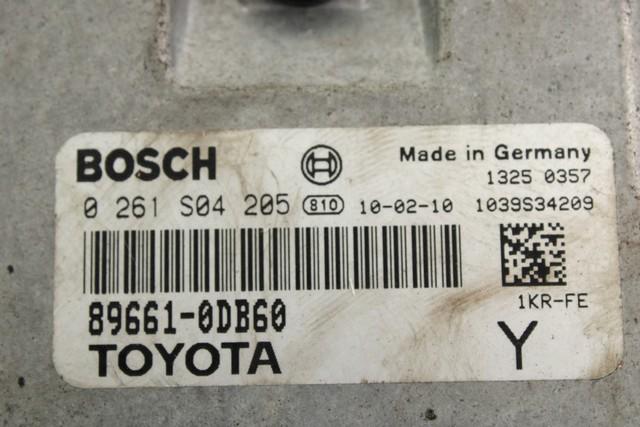 BOSCH Made in Germany
1325 0357
0 261 S04 205 810 10-02-10 1039S34209
1KR-FE
89661-0DB60
TOYOTA Y